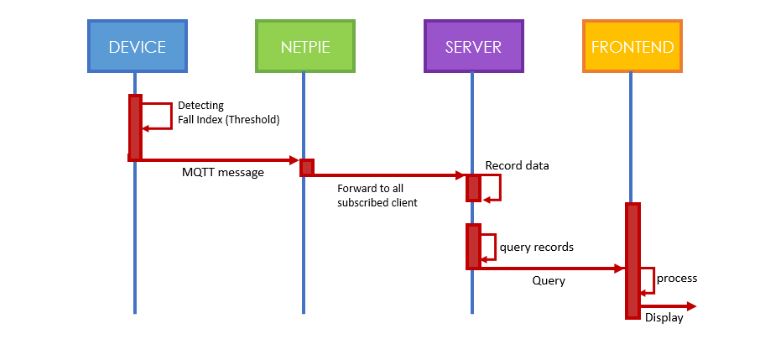 DEVICE
NETPIE
SERVER
FRONTEND
Detecting
Fall Index (Threshold)
MQTT message
Forward to all
subscribed client
Record data
query records
Query
process
Display